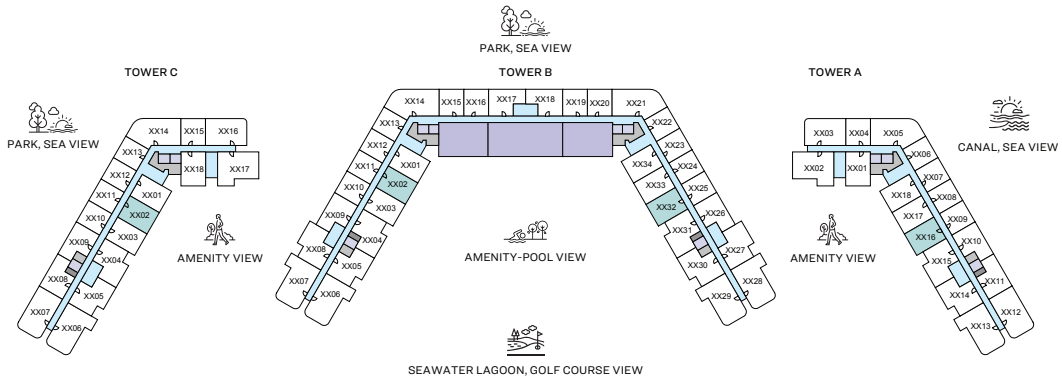 PARK, SEA VIEW
TOWER C
TOWER B
TOWER A
PARK, SEA VIEW
CANAL, SEA VIEW
XX14
XX15
XX16
XX13
XX12
XX11
XX10
XX09
XX08
XX07
XX06
XX05
XX04
XX03
XX02
XX01
XX18
XX17
AMENITY VIEW
XX14
XX15
XX16
XX17
XX18
XX19
XX20
XX21
XX13
XX12
XX11
XX10
XX09
XX08
XX07
XX06
XX05
XX04
XX03
XX02
XX01
XX22
XX23
XX24
XX25
XX26
XX27
XX28
XX29
XX30
XX31
XX32
XX33
XX34
AMENITY-POOL VIEW
XX03
XX04
XX05
XX02
XX01
XX06
XX07
XX08
XX09
XX10
XX11
XX12
XX13
XX14
XX15
XX16
XX17
XX18
AMENITY VIEW
SEAWATER LAGOON, GOLF COURSE VIEW